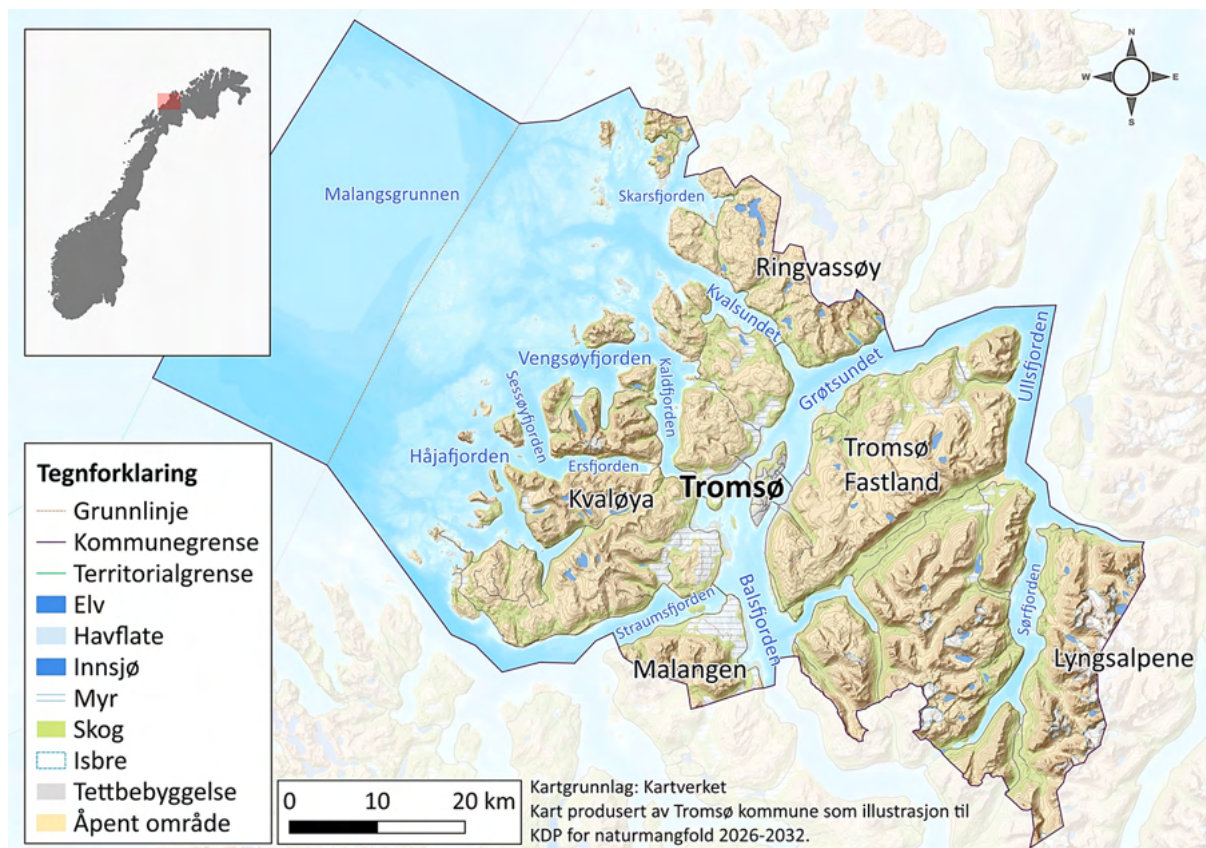 N
W
E
S
Malangsgrunnen
Skarsfjorden
Ringvassøy
Kvalsundet
Ullsfjorden
Vengsøyfjorden
Kaldfjorden
Grøtsundet
Sessøyfjorden
Håjafjorden
Ersfjorden
Tromsø
Fastland
Kvaløya
Tromsø
Balsfjorden
Straumsfjorden
Sørfjorden
Malangen
Lyngsalpene
Tegnforklaring
Grunnlinje
Kommunegrense
Territorialgrense
Elv
Havflate
Innsjø
Myr
Skog
Isbre
Tettbebyggelse
Åpent område
0 10 20 km
Kartgrunnlag: Kartverket
Kart produsert av Tromsø kommune som illustrasjon til
KDP for naturmangfold 2026-2032.